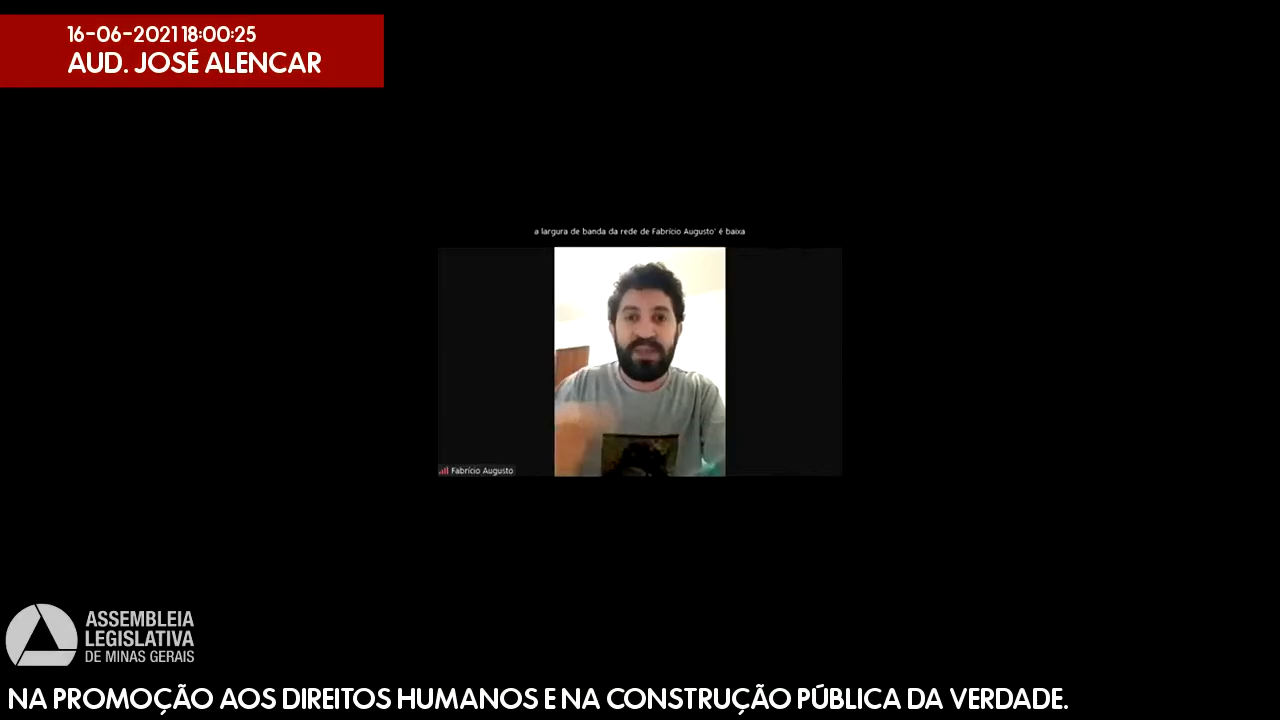 16-06-2021 18:00:25
AUD. JOSÉ ALENCAR
a largura de banda da rede de Fabrício Augusto' é baixa
Fabrício Augusto
ASSEMBLEIA
LEGISLATIVA
DE MINAS GERAIS
NA PROMOÇÃO AOS DIREITOS HUMANOS E NA CONSTRUÇÃO PÚBLICA DA VERDADE.